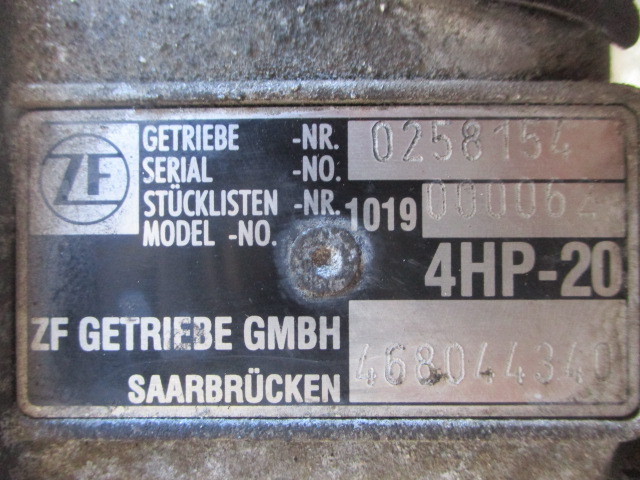 ZF
GETRIEBE -NR. 0258154
SERIAL -NO.
STÜCKLISTEN -NR. 1019 000062
MODEL -NO.
4HP-20
ZF GETRIEBE GMBH
SAARBRÜCKEN 468044340